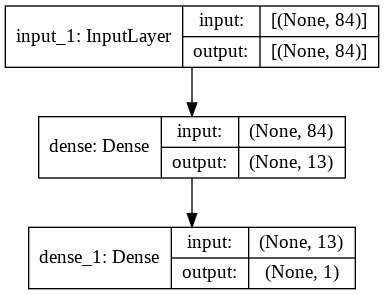 input_1: InputLayer
input: [(None, 84)]
output: [(None, 84)]
dense: Dense
input: (None, 84)
output: (None, 13)
dense_1: Dense
input: (None, 13)
output: (None, 1)